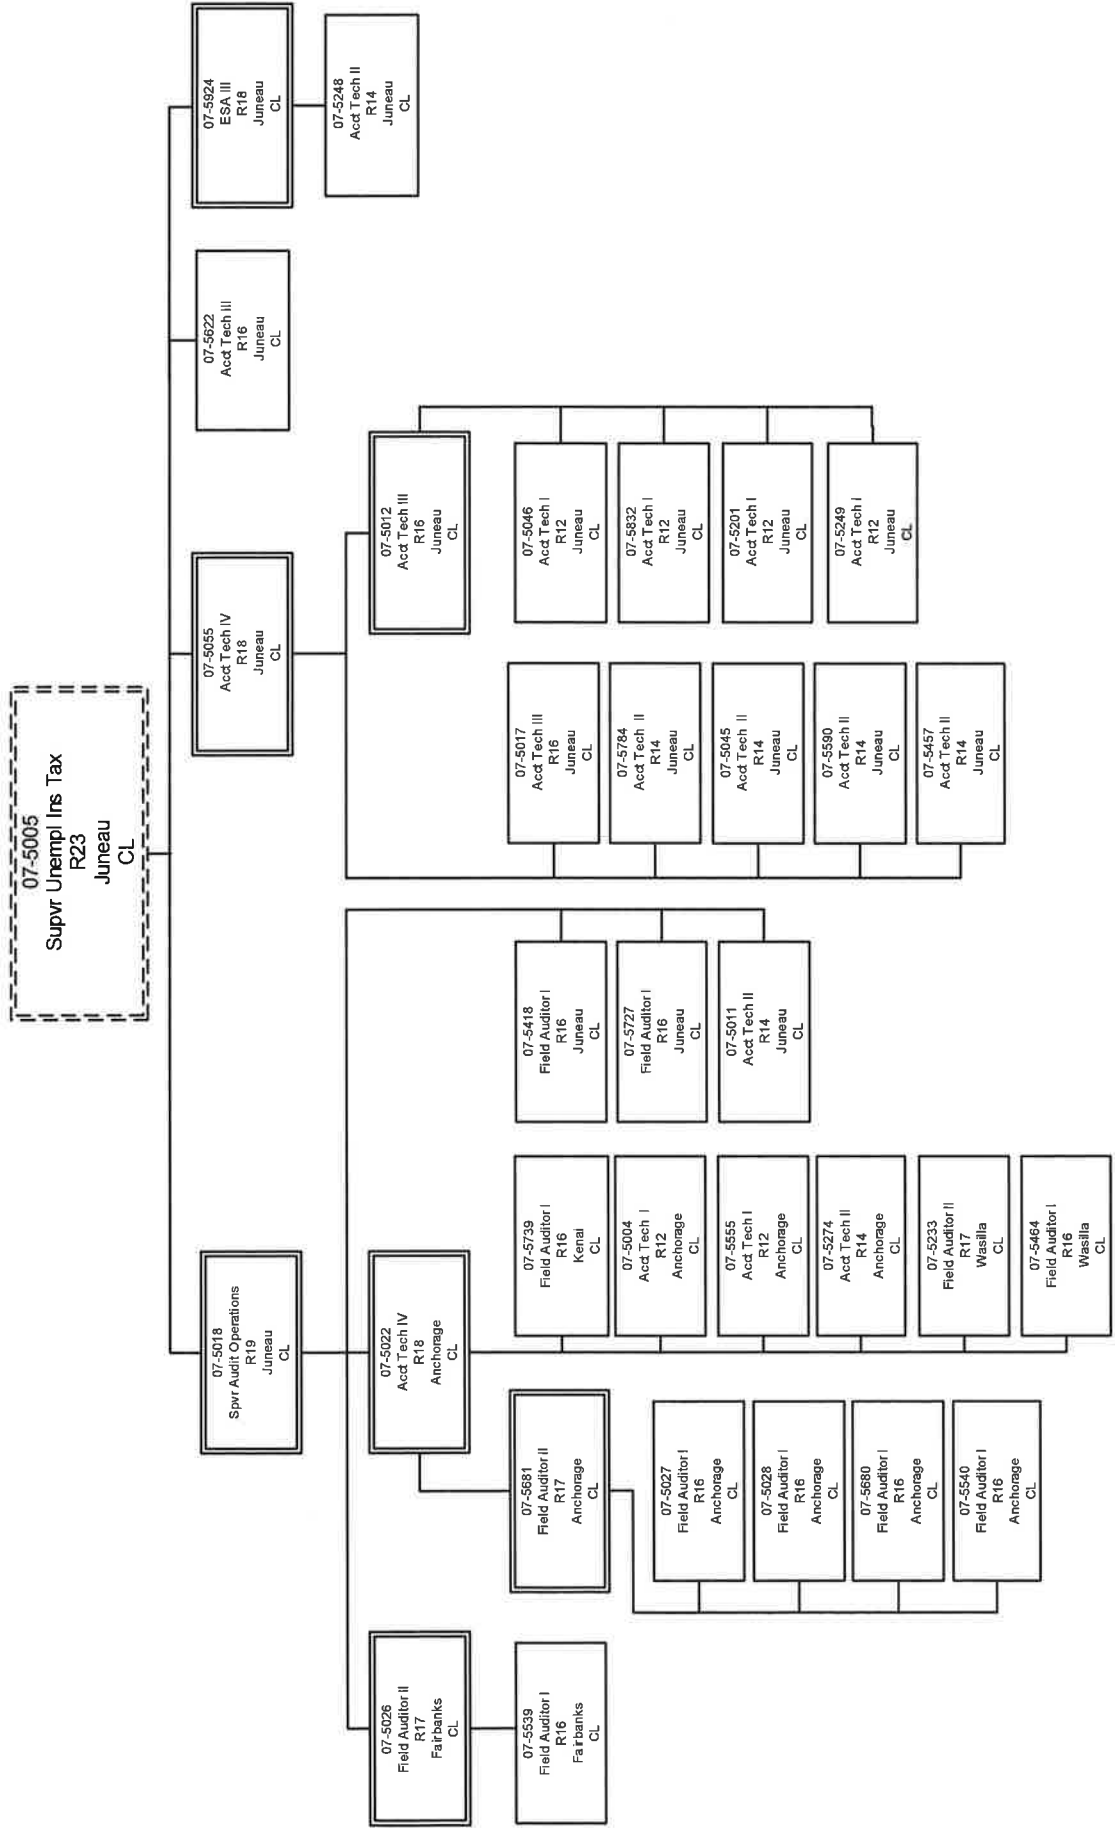 07-5005
Supvr Unempl Ins Tax
R23
Juneau
CL
07-5018
Spvr Audit Operations
R19
Juneau
CL
07-5055
Acct Tech IV
R18
Juneau
CL
07-5622
Acct Tech III
R16
Juneau
CL
07-5924
ESA III
R18
Juneau
CL
07-5248
Acct Tech II
R14
Juneau
CL
07-5026
Field Auditor II
R17
Fairbanks
CL
07-5022
Acct Tech IV
R18
Anchorage
CL
07-5012
Acct Tech III
R16
Juneau
CL
07-5539
Field Auditor I
R16
Fairbanks
CL
07-5681
Field Auditor II
R17
Anchorage
CL
07-5027
Field Auditor I
R16
Anchorage
CL
07-5028
Field Auditor I
R16
Anchorage
CL
07-5680
Field Auditor I
R16
Anchorage
CL
07-5540
Field Auditor I
R16
Anchorage
CL
07-5739
Field Auditor I
R16
Kenai
CL
07-5004
Acct Tech I
R12
Anchorage
CL
07-5555
Acct Tech I
R12
Anchorage
CL
07-5274
Acct Tech II
R14
Anchorage
CL
07-5233
Field Auditor II
R17
Wasilla
CL
07-5464
Field Auditor I
R16
Wasilla
CL
07-5418
Field Auditor I
R16
Juneau
CL
07-5727
Field Auditor I
R16
Juneau
CL
07-5011
Acct Tech II
R14
Juneau
CL
07-5017
Acct Tech III
R16
Juneau
CL
07-5784
Acct Tech II
R14
Juneau
CL
07-5045
Acct Tech II
R14
Juneau
CL
07-5590
Acct Tech II
R14
Juneau
CL
07-5457
Acct Tech II
R14
Juneau
CL
07-5046
Acct Tech I
R12
Juneau
CL
07-5832
Acct Tech I
R12
Juneau
CL
07-5201
Acct Tech I
R12
Juneau
CL
07-5249
Acct Tech I
R12
Juneau
CL